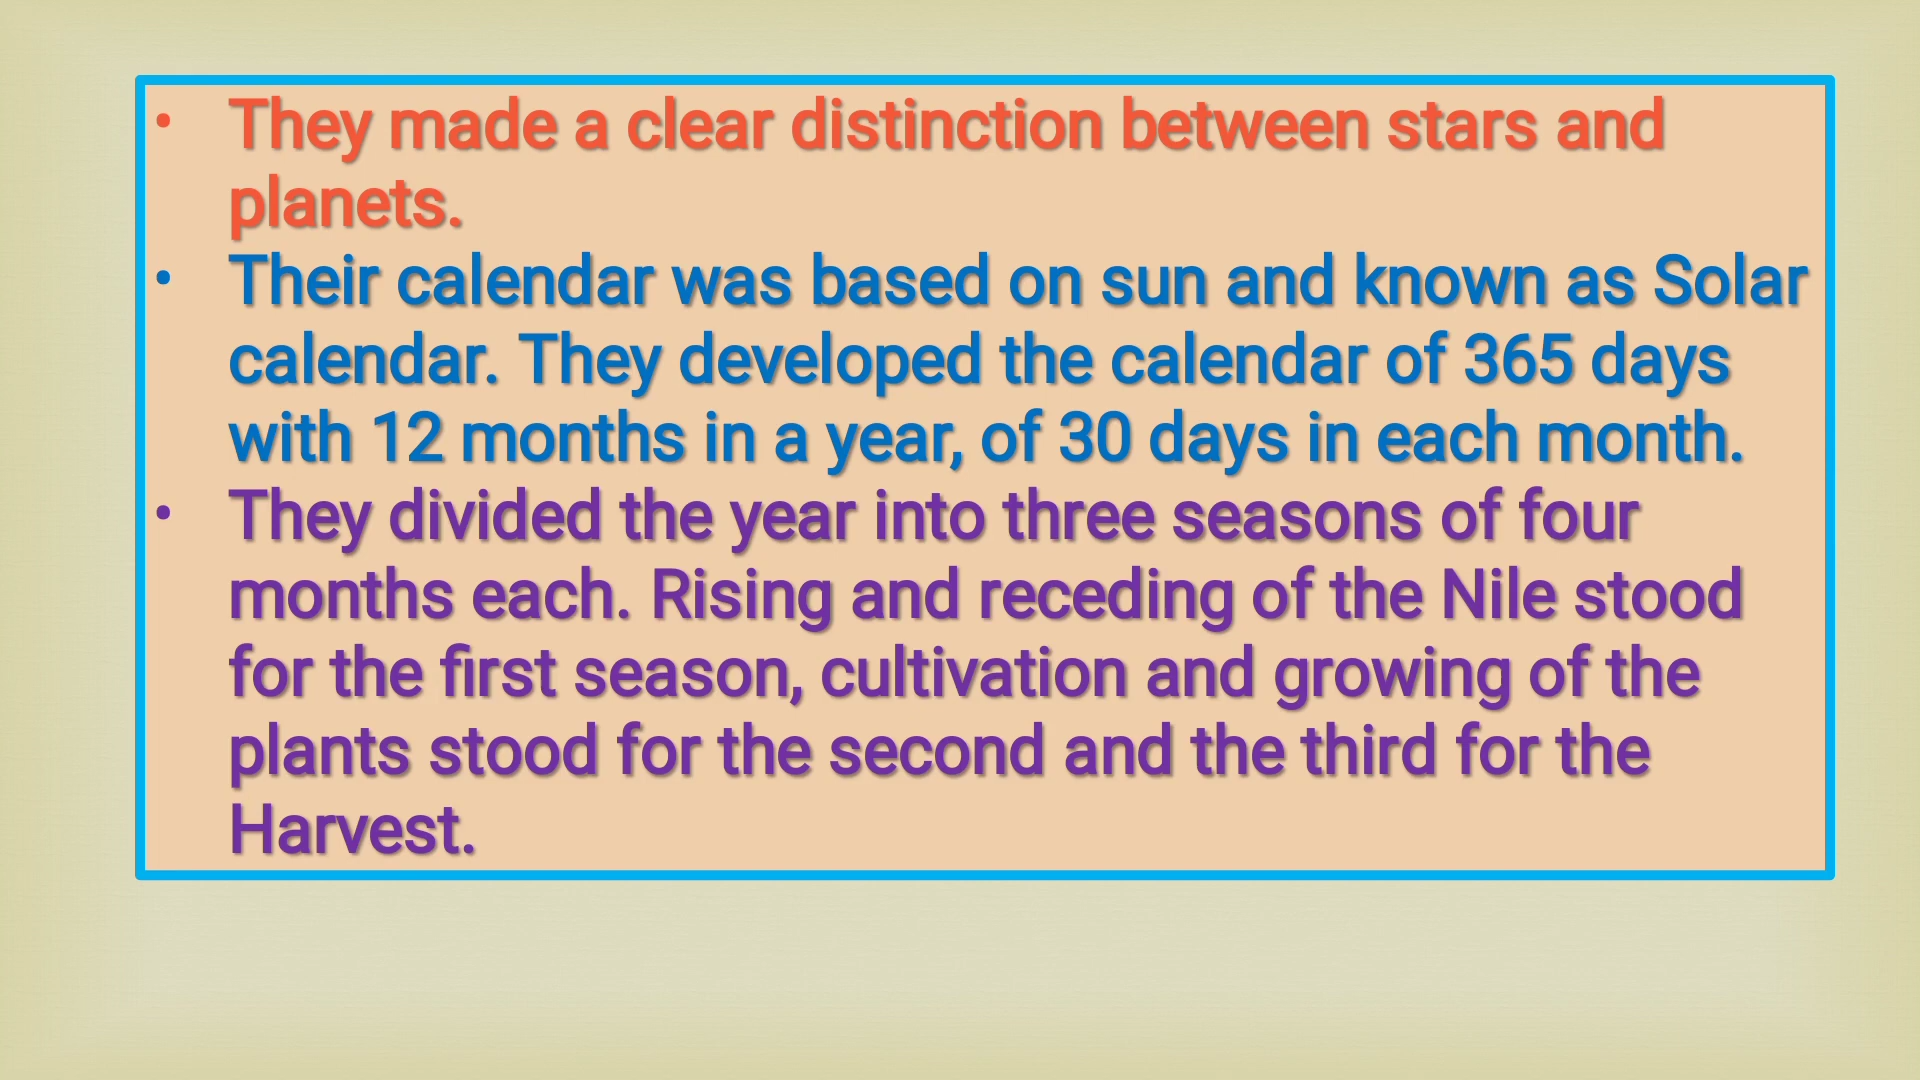 • They made a clear distinction between stars and
planets.
• Their calendar was based on sun and known as Solar
calendar. They developed the calendar of 365 days
with 12 months in a year, of 30 days in each month.
• They divided the year into three seasons of four
months each. Rising and receding of the Nile stood
for the first season, cultivation and growing of the
plants stood for the second and the third for the
Harvest.